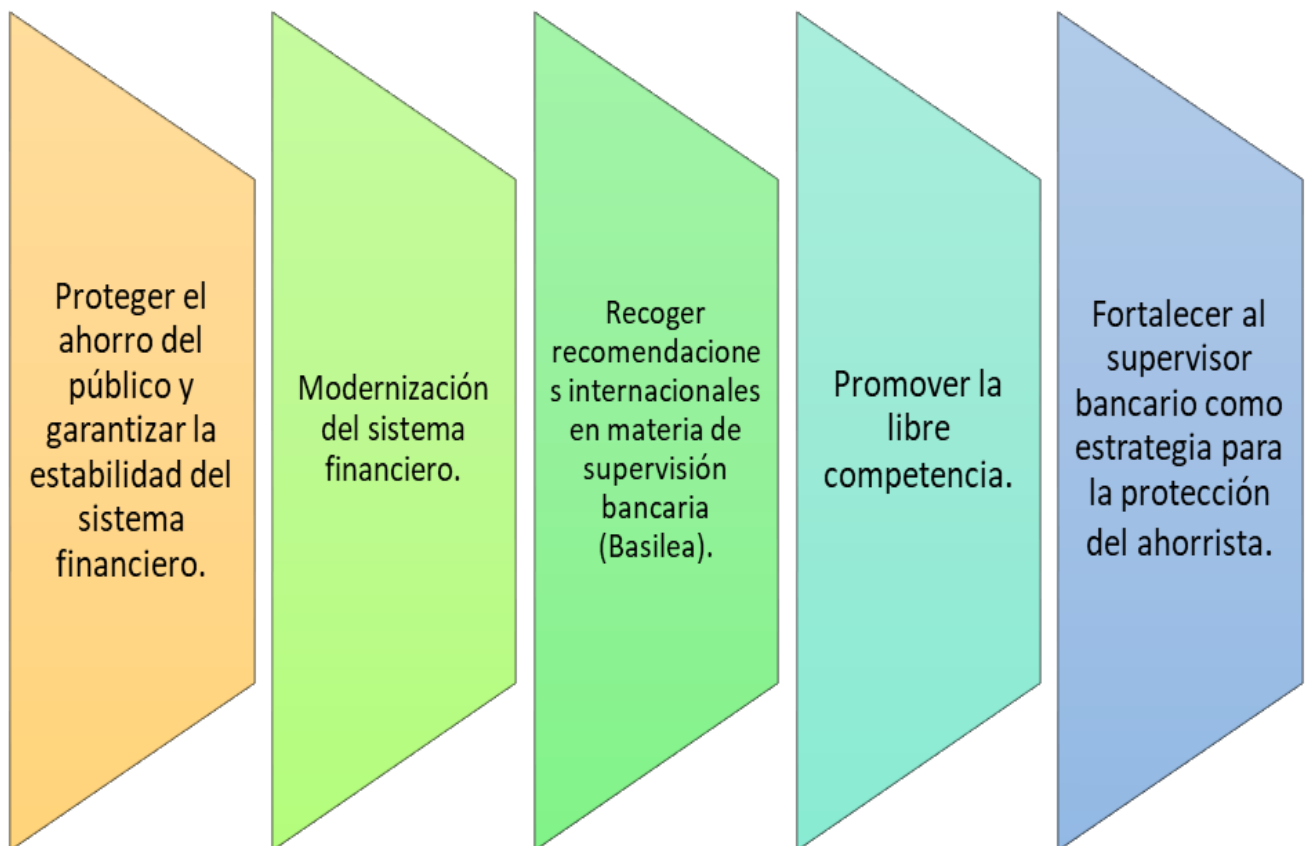 Proteger el
ahorro del
público y
garantizar la
estabilidad del
sistema
financiero.
Modernización
del sistema
financiero.
Recoger
recomendacione
s internacionales
en materia de
supervisión
bancaria
(Basilea).
Promover la
libre
competencia.
Fortalecer al
supervisor
bancario como
estrategia para
la protección
del ahorrista.